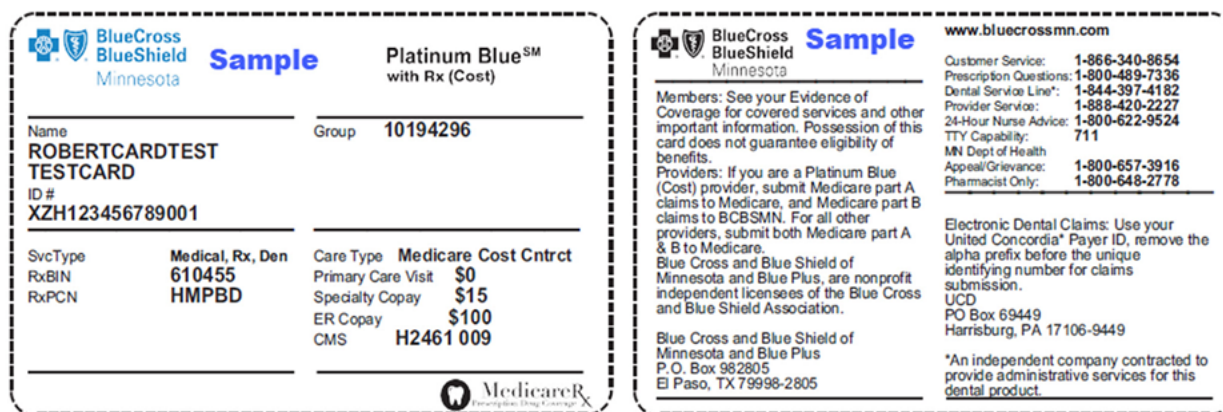 BlueCross
BlueShield
Minnesota
Sample
Platinum Blue℠
with Rx (Cost)
Name
ROBERTCARDTEST
TESTCARD
ID #
XZH123456789001
Group 10194296
SvcType Medical, Rx, Den
RxBIN 610455
RxPCN HMPBD
Care Type Medicare Cost Cntrct
Primary Care Visit $0
Specialty Copay $15
ER Copay $100
CMS H2461 009
MedicareRx
Prescription Drug Coverage
BlueCross
BlueShield
Minnesota
Sample
Members: See your Evidence of
Coverage for covered services and other
important information. Possession of this
card does not guarantee eligibility of
benefits.
Providers: If you are a Platinum Blue
(Cost) provider, submit Medicare part A
claims to Medicare, and Medicare part B
claims to BCBSMN. For all other
providers, submit both Medicare part A
& B to Medicare.
Blue Cross and Blue Shield of
Minnesota and Blue Plus, are nonprofit
independent licensees of the Blue Cross
and Blue Shield Association.
Blue Cross and Blue Shield of
Minnesota and Blue Plus
P.O. Box 982805
El Paso, TX 79998-2805
www.bluecrossmn.com
Customer Service: 1-866-340-8654
Prescription Questions: 1-800-489-7336
Dental Service Line*: 1-844-397-4182
Provider Service: 1-888-420-2227
24-Hour Nurse Advice: 1-800-622-9524
TTY Capability: 711
MN Dept of Health
Appeal/Grievance: 1-800-657-3916
Pharmacist Only: 1-800-648-2778
Electronic Dental Claims: Use your
United Concordia* Payer ID, remove the
alpha prefix before the unique
identifying number for claims
submission.
UCD
PO Box 69449
Harrisburg, PA 17106-9449
*An independent company contracted to
provide administrative services for this
dental product.